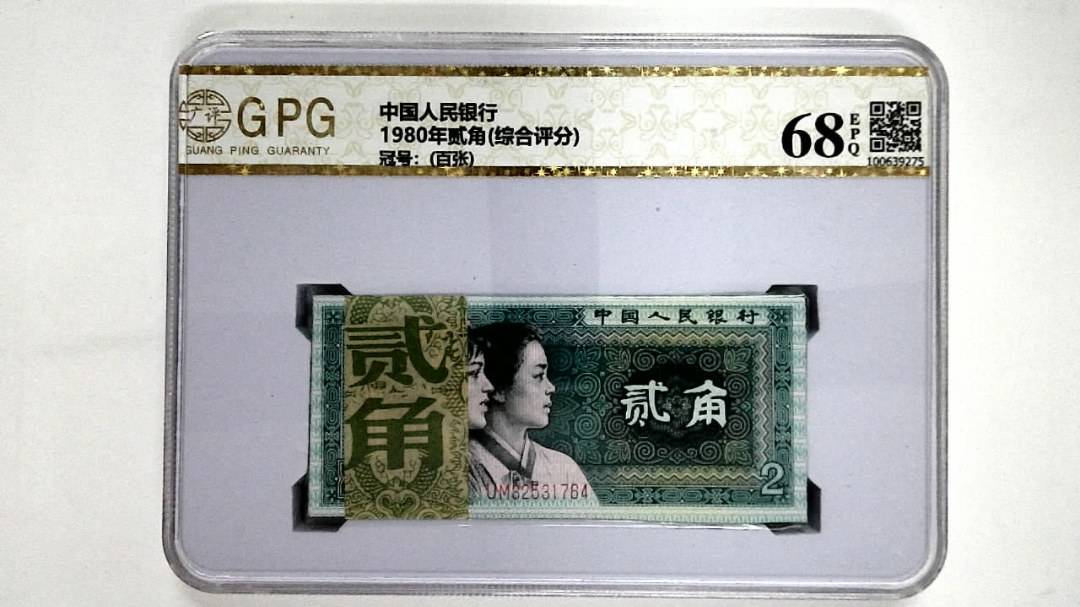 广评
GPG
GUANG PING GUARANTY
中国人民银行
1980年贰角(综合评分)
冠号：(百张)
68
EPQ
100639275
贰角
中国人民银行
贰角
2